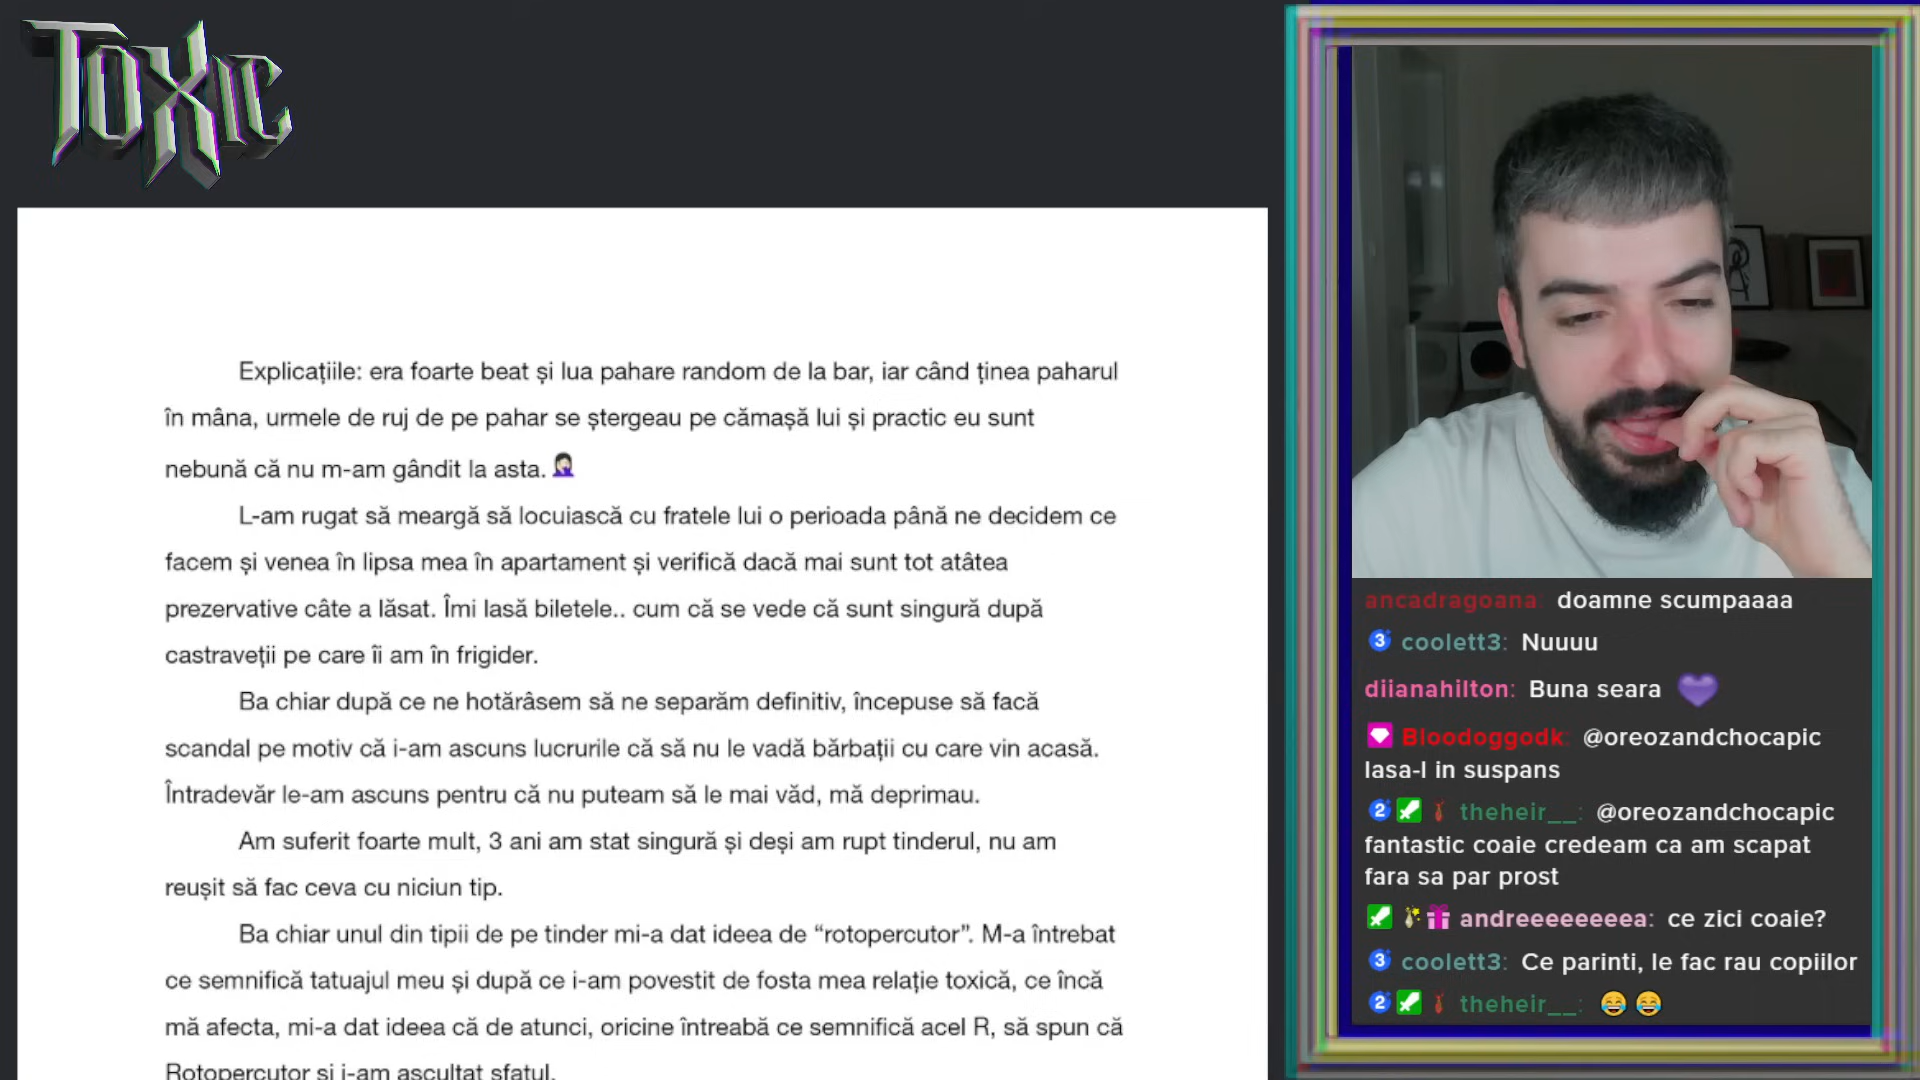 TOXIC
Explicațiile: era foarte beat și lua pahare random de la bar, iar când ținea paharul
în mâna, urmele de ruj de pe pahar se ștergeau pe cămașă lui și practic eu sunt
nebună că nu m-am gândit la asta. 🤦🏻‍♀️
L-am rugat să meargă să locuiască cu fratele lui o perioada până ne decidem ce
facem și venea în lipsa mea în apartament și verifică dacă mai sunt tot atâtea
prezervative câte a lăsat. Îmi lasă biletele.. cum că se vede că sunt singură după
castraveții pe care îi am în frigider.
Ba chiar după ce ne hotărâsem să ne separăm definitiv, începuse să facă
scandal pe motiv că i-am ascuns lucrurile că să nu le vadă bărbații cu care vin acasă.
Întradevăr le-am ascuns pentru că nu puteam să le mai văd, mă deprimau.
Am suferit foarte mult, 3 ani am stat singură și deși am rupt tinderul, nu am
reușit să fac ceva cu niciun tip.
Ba chiar unul din tipii de pe tinder mi-a dat ideea de “rotopercutor”. M-a întrebat
ce semnifică tatuajul meu și după ce i-am povestit de fosta mea relație toxică, ce încă
mă afecta, mi-a dat ideea că de atunci, oricine întreabă ce semnifică acel R, să spun că
Rotopercutor și i-am ascultat sfatul.
ancadragoana: doamne scumpaaaa
3 coolett3: Nuuuu
diianahilton: Buna seara 💜
Bloodoggodk: @oreozandchocapic
lasa-l in suspans
2 theheir__: @oreozandchocapic
fantastic coaie credeam ca am scapat
fara sa par prost
andreeeeeeeea: ce zici coaie?
3 coolett3: Ce parinti, le fac rau copiilor
2 theheir__: 😂 😂